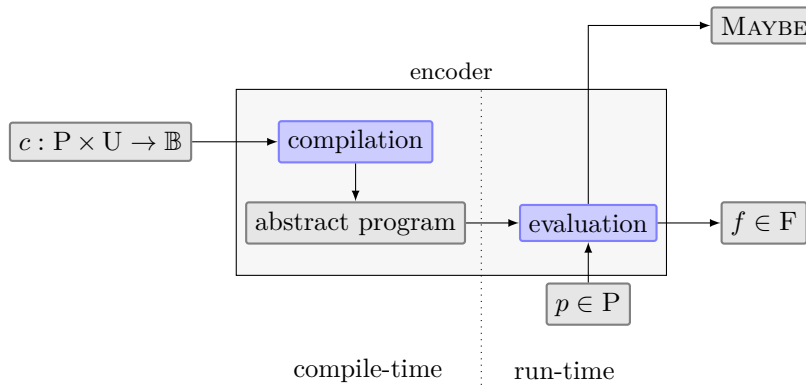 MAYBE
encoder
c : P × U → 𝔹
compilation
abstract program
evaluation
f ∈ F
p ∈ P
compile-time
run-time